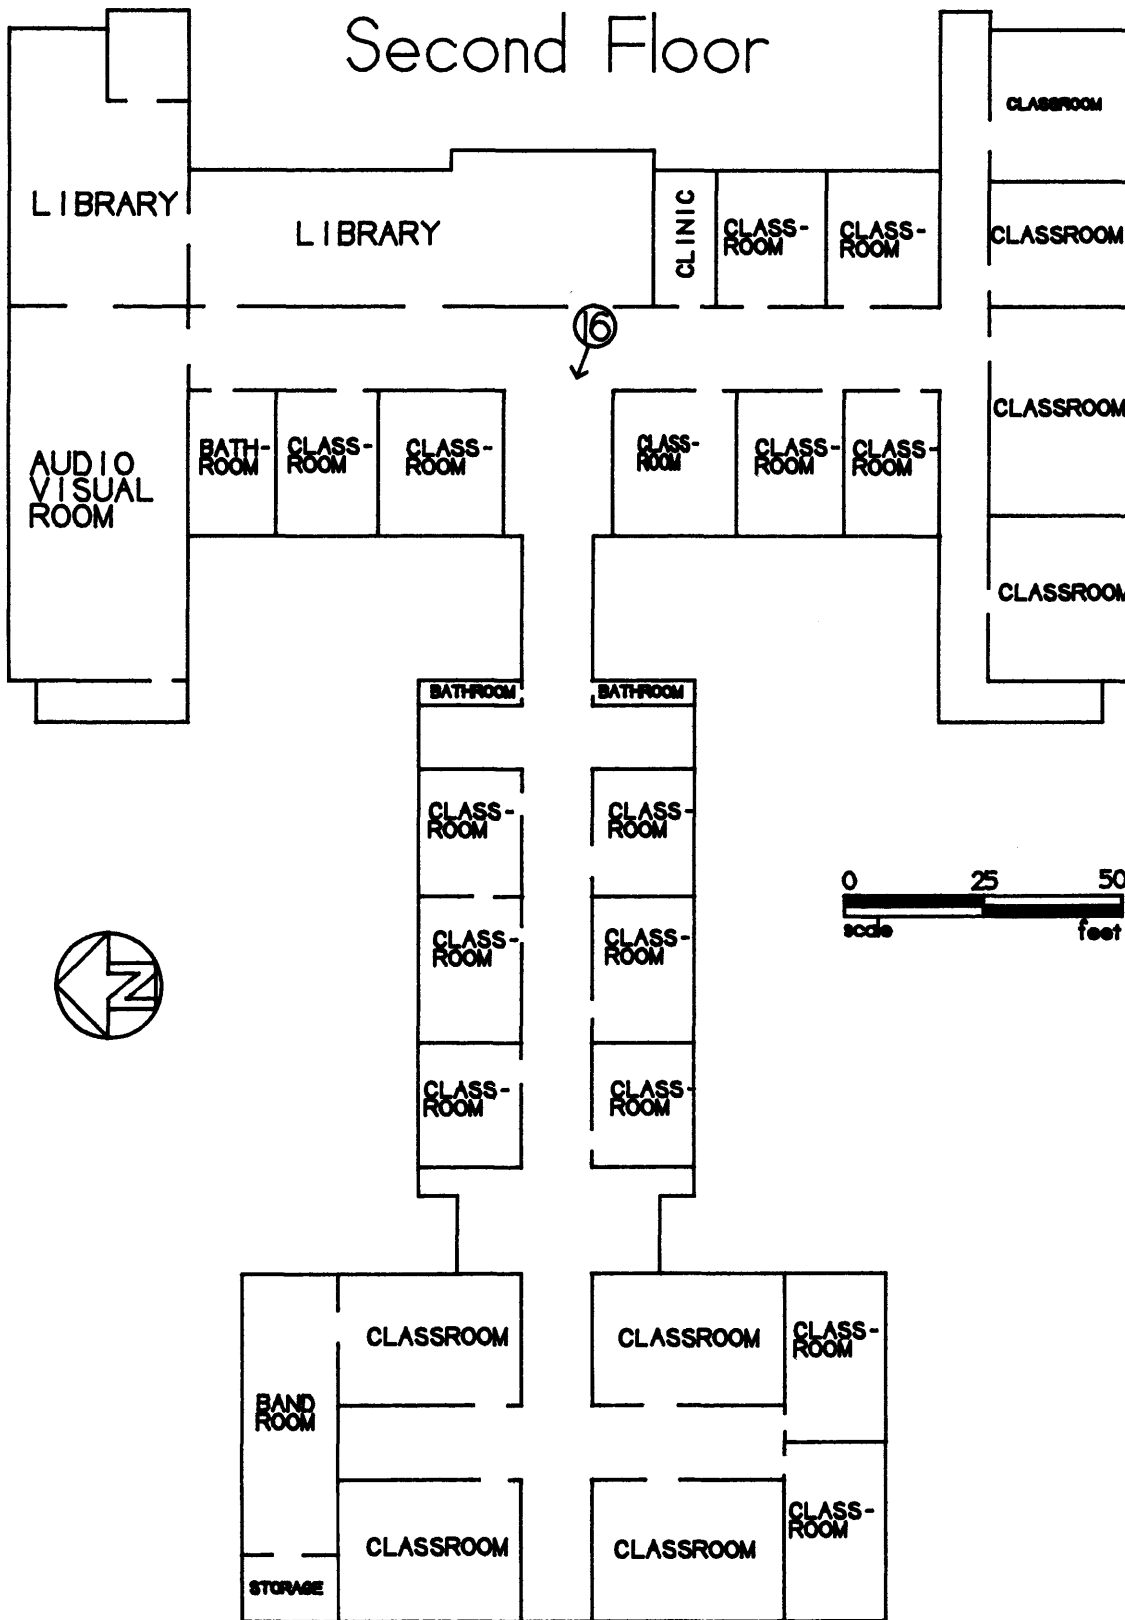 Second Floor
CLASSROOM
LIBRARY
LIBRARY
CLINIC
CLASS-
ROOM
CLASS-
ROOM
CLASSROOM
16
CLASSROOM
AUDIO
VISUAL
ROOM
BATH-
ROOM
CLASS-
ROOM
CLASS-
ROOM
CLASS-
ROOM
CLASS-
ROOM
CLASS-
ROOM
CLASSROOM
BATHROOM
BATHROOM
CLASS-
ROOM
CLASS-
ROOM
0 25 50
scale feet
CLASS-
ROOM
CLASS-
ROOM
N
CLASS-
ROOM
CLASS-
ROOM
CLASSROOM
CLASSROOM
CLASS-
ROOM
BAND
ROOM
CLASSROOM
CLASSROOM
CLASS-
ROOM
STORAGE